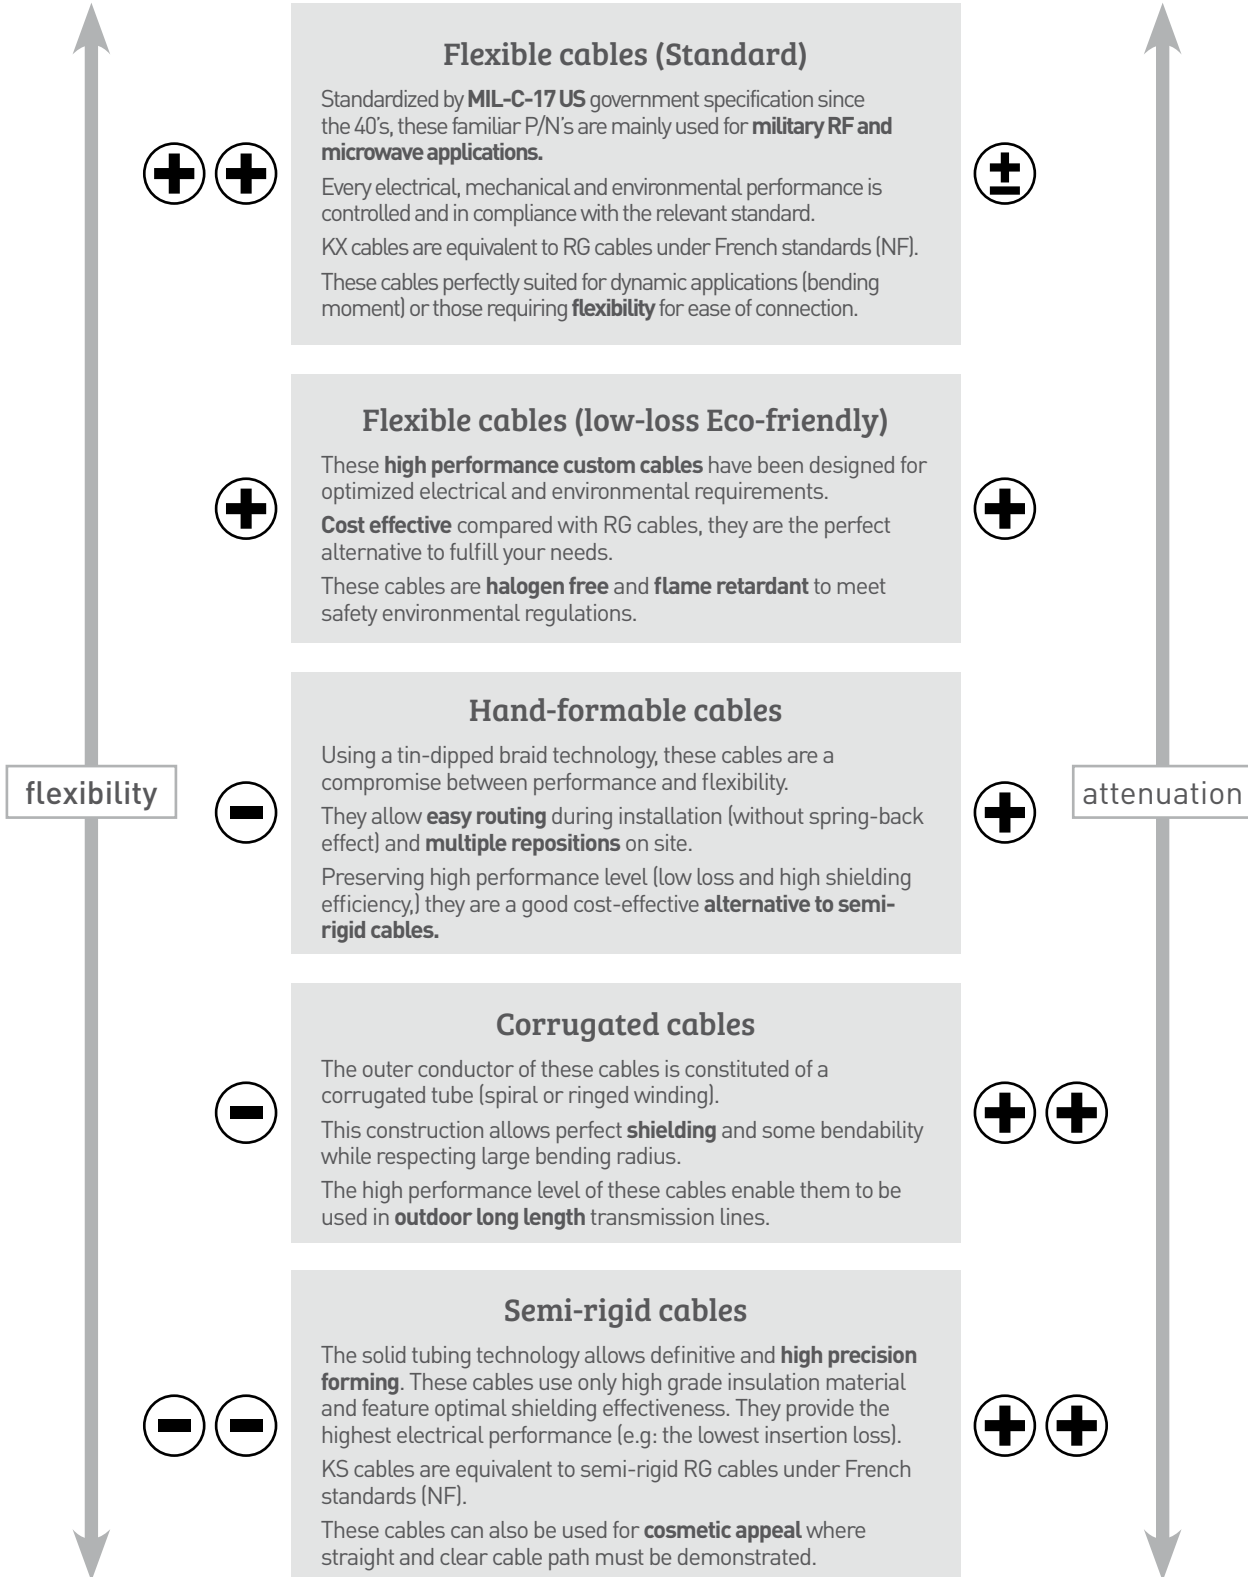 Flexible cables (Standard)
Standardized by MIL-C-17 US government specification since
the 40's, these familiar P/N's are mainly used for military RF and
microwave applications.
Every electrical, mechanical and environmental performance is
controlled and in compliance with the relevant standard.
KX cables are equivalent to RG cables under French standards (NF).
These cables perfectly suited for dynamic applications (bending
moment) or those requiring flexibility for ease of connection.
Flexible cables (low-loss Eco-friendly)
These high performance custom cables have been designed for
optimized electrical and environmental requirements.
Cost effective compared with RG cables, they are the perfect
alternative to fulfill your needs.
These cables are halogen free and flame retardant to meet
safety environmental regulations.
flexibility
Hand-formable cables
Using a tin-dipped braid technology, these cables are a
compromise between performance and flexibility.
They allow easy routing during installation (without spring-back
effect) and multiple repositions on site.
Preserving high performance level (low loss and high shielding
efficiency,) they are a good cost-effective alternative to semi-
rigid cables.
attenuation
Corrugated cables
The outer conductor of these cables is constituted of a
corrugated tube (spiral or ringed winding).
This construction allows perfect shielding and some bendability
while respecting large bending radius.
The high performance level of these cables enable them to be
used in outdoor long length transmission lines.
Semi-rigid cables
The solid tubing technology allows definitive and high precision
forming. These cables use only high grade insulation material
and feature optimal shielding effectiveness. They provide the
highest electrical performance (e.g: the lowest insertion loss).
KS cables are equivalent to semi-rigid RG cables under French
standards (NF).
These cables can also be used for cosmetic appeal where
straight and clear cable path must be demonstrated.